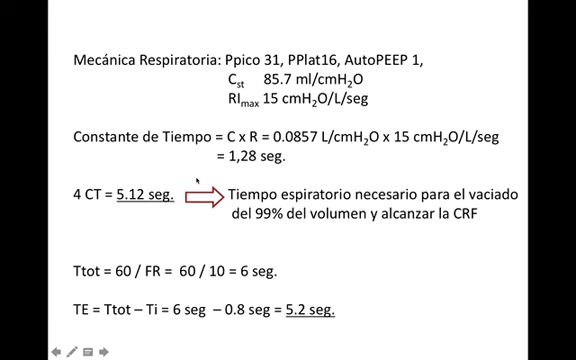 Mecánica Respiratoria: Ppico 31, PPlat16, AutoPEEP 1,
Cst 85.7 ml/cmH2O
RImax 15 cmH2O/L/seg
Constante de Tiempo = C x R = 0.0857 L/cmH2O x 15 cmH2O/L/seg
= 1,28 seg.
4 CT = 5.12 seg. Tiempo espiratorio necesario para el vaciado
del 99% del volumen y alcanzar la CRF
Ttot = 60 / FR = 60 / 10 = 6 seg.
TE = Ttot – Ti = 6 seg – 0.8 seg = 5.2 seg.